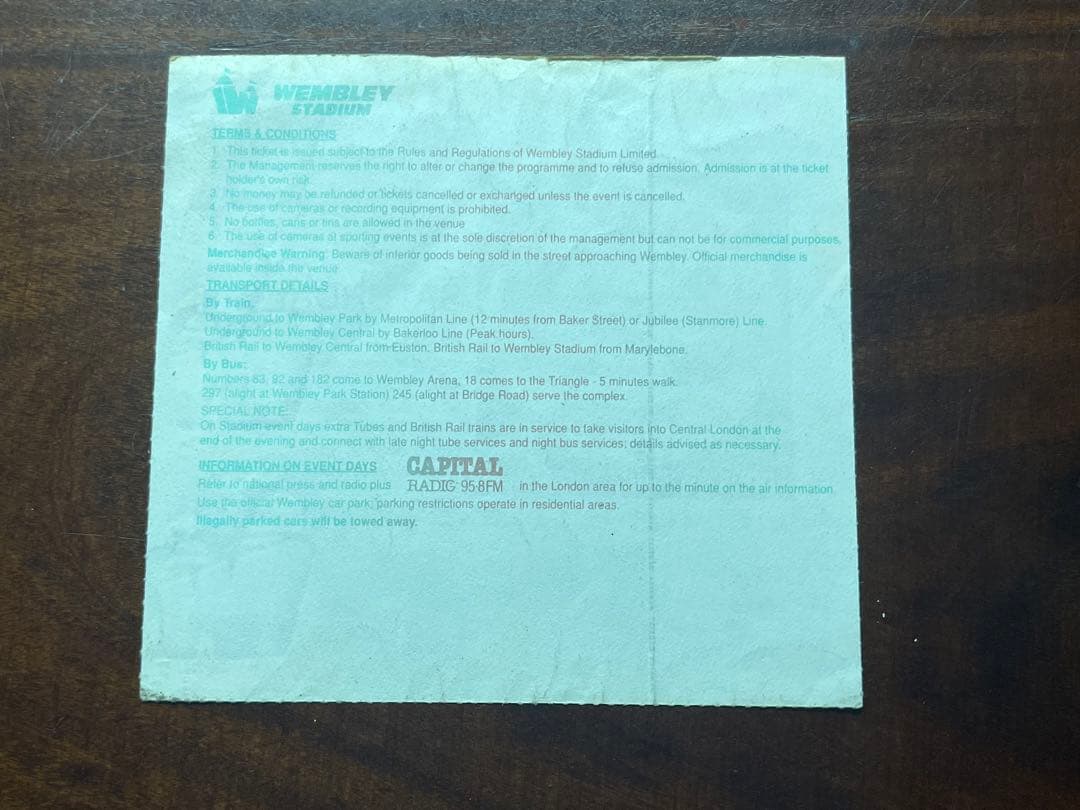 WEMBLEY
STADIUM
TERMS & CONDITIONS
1. This ticket is issued subject to the Rules and Regulations of Wembley Stadium Limited.
2. The Management reserves the right to alter or change the programme and to refuse admission. Admission is at the ticket
holder's own risk.
3. No money may be refunded or tickets cancelled or exchanged unless the event is cancelled.
4. The use of cameras or recording equipment is prohibited.
5. No bottles, cans or tins are allowed in the venue
6. The use of cameras at sporting events is at the sole discretion of the management but can not be for commercial purposes.
Merchandise Warning: Beware of inferior goods being sold in the street approaching Wembley. Official merchandise is
available inside the venue
TRANSPORT DETAILS
By Train:
Underground to Wembley Park by Metropolitan Line (12 minutes from Baker Street) or Jubilee (Stanmore) Line.
Underground to Wembley Central by Bakerloo Line (Peak hours).
British Rail to Wembley Central from Euston. British Rail to Wembley Stadium from Marylebone.
By Bus:
Numbers 83, 92 and 182 come to Wembley Arena, 18 comes to the Triangle - 5 minutes walk.
297 (alight at Wembley Park Station) 245 (alight at Bridge Road) serve the complex.
SPECIAL NOTE:
On Stadium event days extra Tubes and British Rail trains are in service to take visitors into Central London at the
end of the evening and connect with late night tube services and night bus services; details advised as necessary.
INFORMATION ON EVENT DAYS
Refer to national press and radio plus CAPITAL RADIO 95·8FM in the London area for up to the minute on the air information.
Use the official Wembley car park; parking restrictions operate in residential areas.
Illegally parked cars will be towed away.